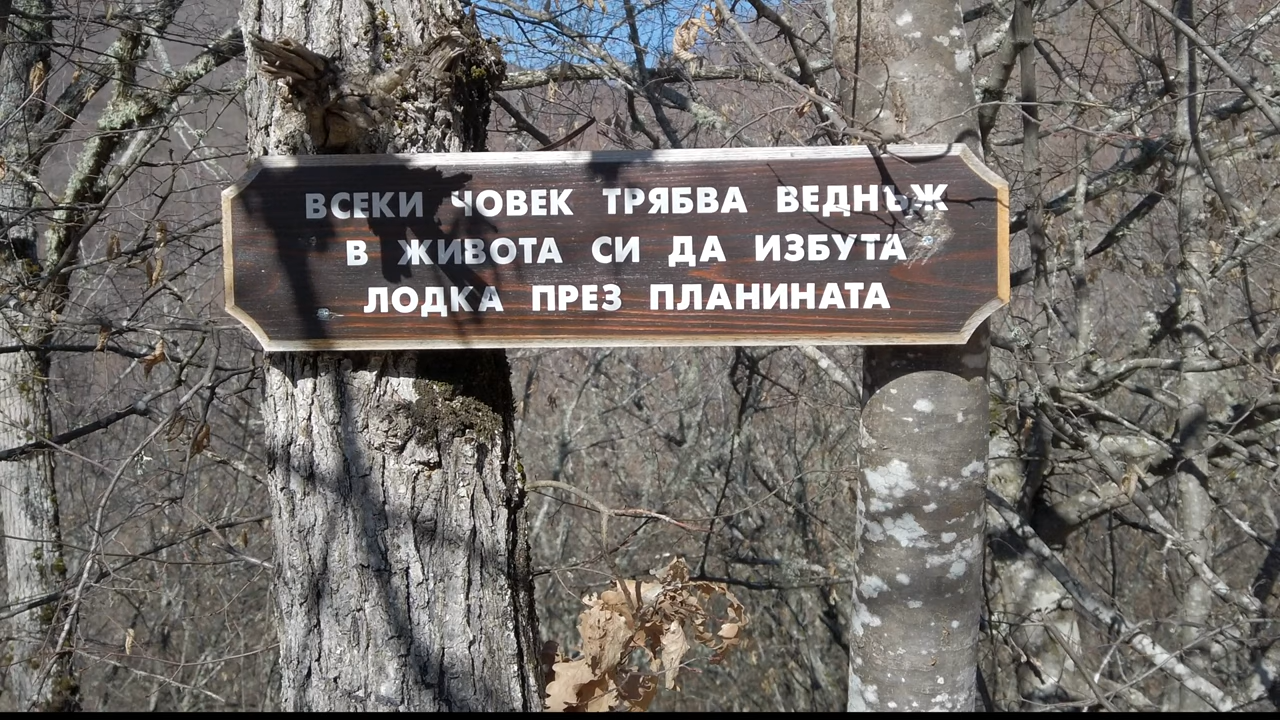 ВСЕКИ ЧОВЕК ТРЯБВА ВЕДНЪЖ
В ЖИВОТА СИ ДА ИЗБУТА
ЛОДКА ПРЕЗ ПЛАНИНАТА